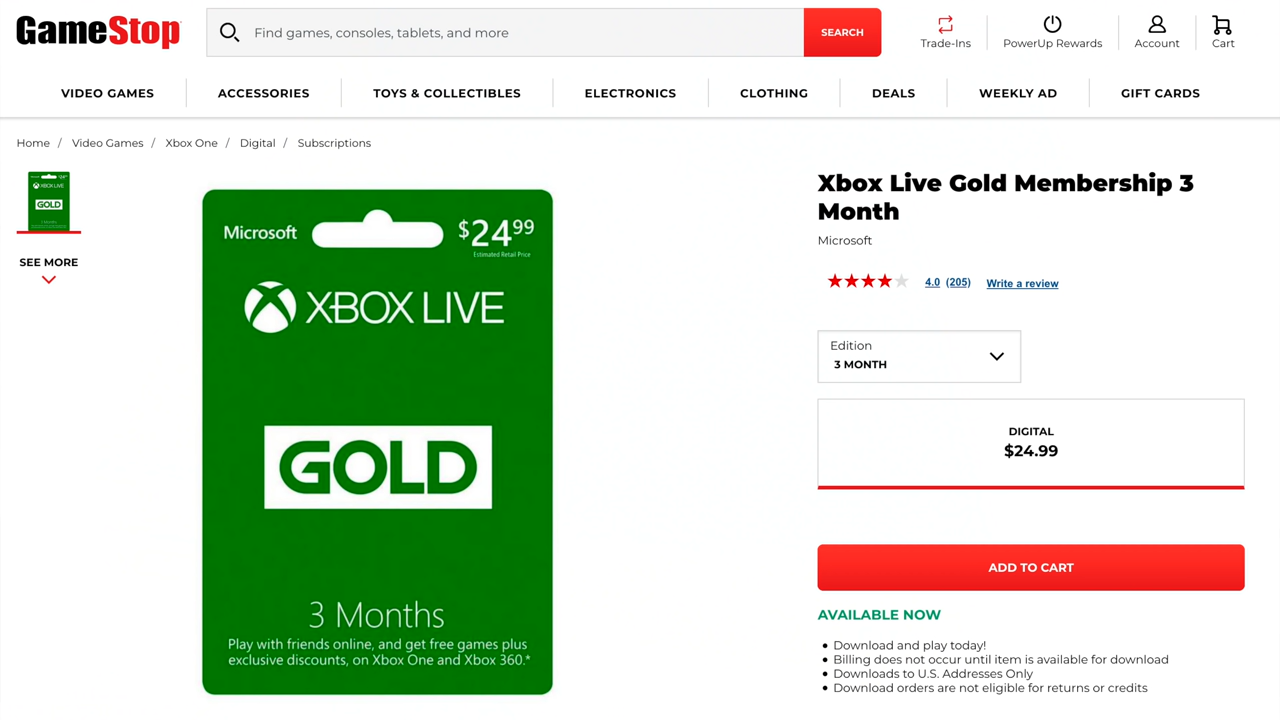 GameStop
Find games, consoles, tablets, and more
SEARCH
Trade-Ins
PowerUp Rewards
Account
Cart
VIDEO GAMES
ACCESSORIES
TOYS & COLLECTIBLES
ELECTRONICS
CLOTHING
DEALS
WEEKLY AD
GIFT CARDS
Home / Video Games / Xbox One / Digital / Subscriptions
XBOX LIVE
GOLD
SEE MORE
Microsoft
$24.99
Estimated Retail Price
XBOX LIVE
GOLD
3 Months
Play with friends online, and get free games plus
exclusive discounts, on Xbox One and Xbox 360.*
Xbox Live Gold Membership 3
Month
Microsoft
4.0 (205) Write a review
Edition
3 MONTH
DIGITAL
$24.99
ADD TO CART
AVAILABLE NOW
Download and play today!
Billing does not occur until item is available for download
Downloads to U.S. Addresses Only
Download orders are not eligible for returns or credits